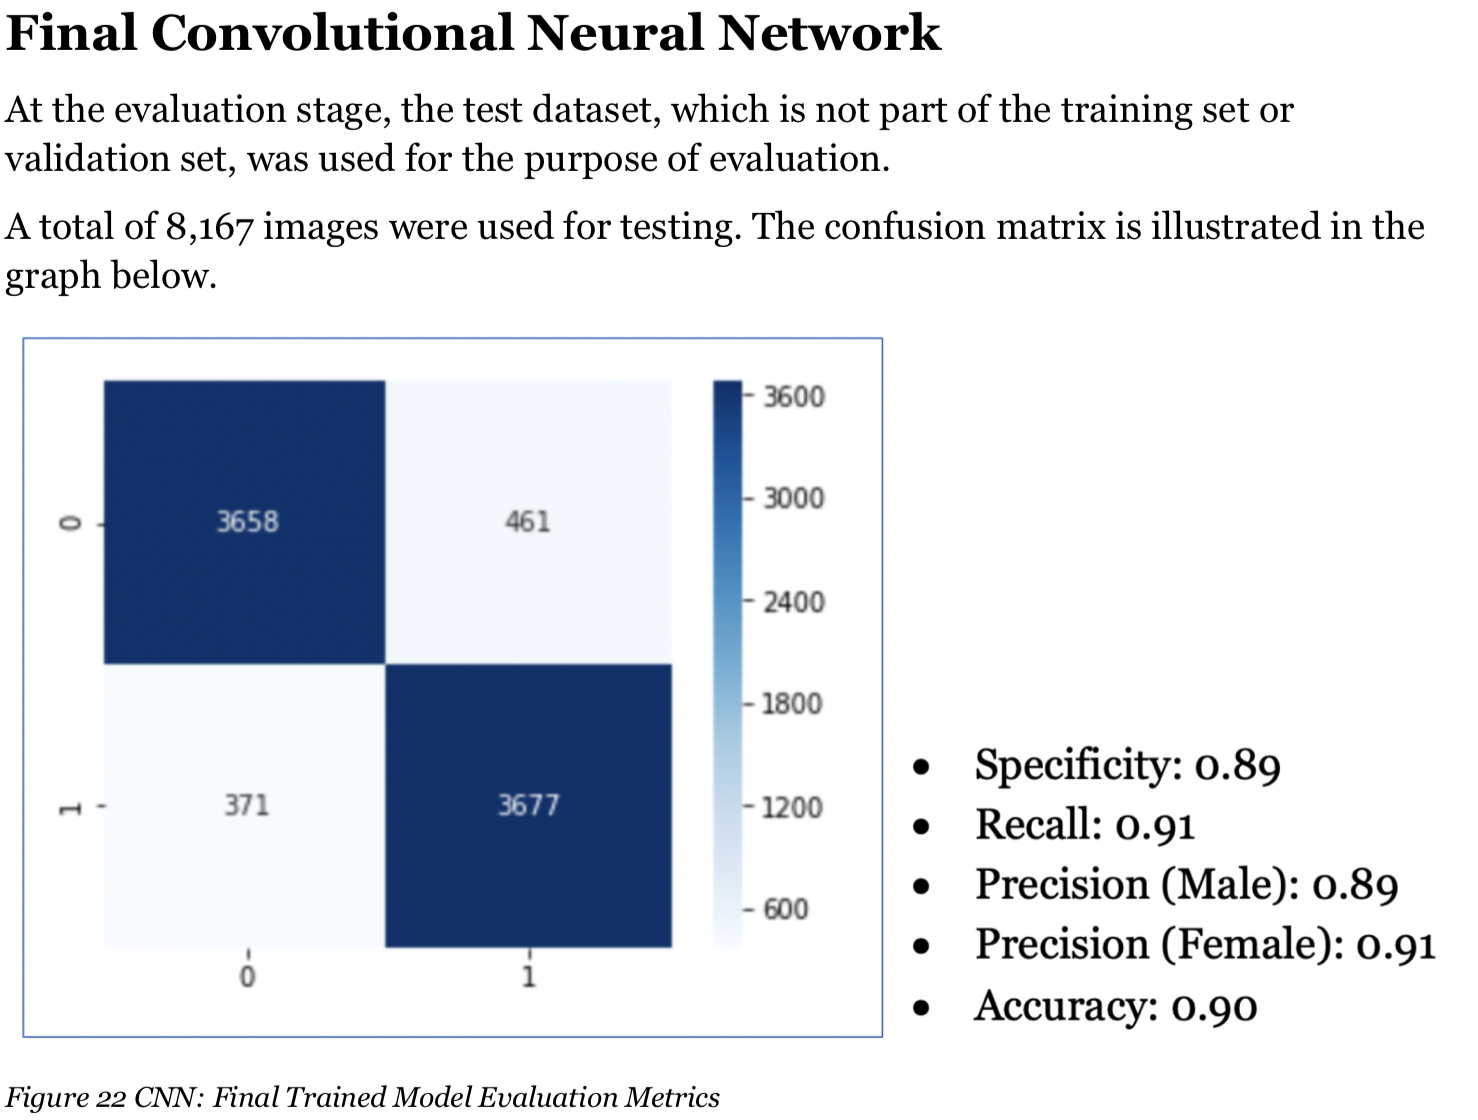 Final Convolutional Neural Network
At the evaluation stage, the test dataset, which is not part of the training set or
validation set, was used for the purpose of evaluation.
A total of 8,167 images were used for testing. The confusion matrix is illustrated in the
graph below.
3600
3658 461
0
3000
2400
1800
371 3677
1
1200
600
0 1
• Specificity: 0.89
• Recall: 0.91
• Precision (Male): 0.89
• Precision (Female): 0.91
• Accuracy: 0.90
Figure 22 CNN: Final Trained Model Evaluation Metrics